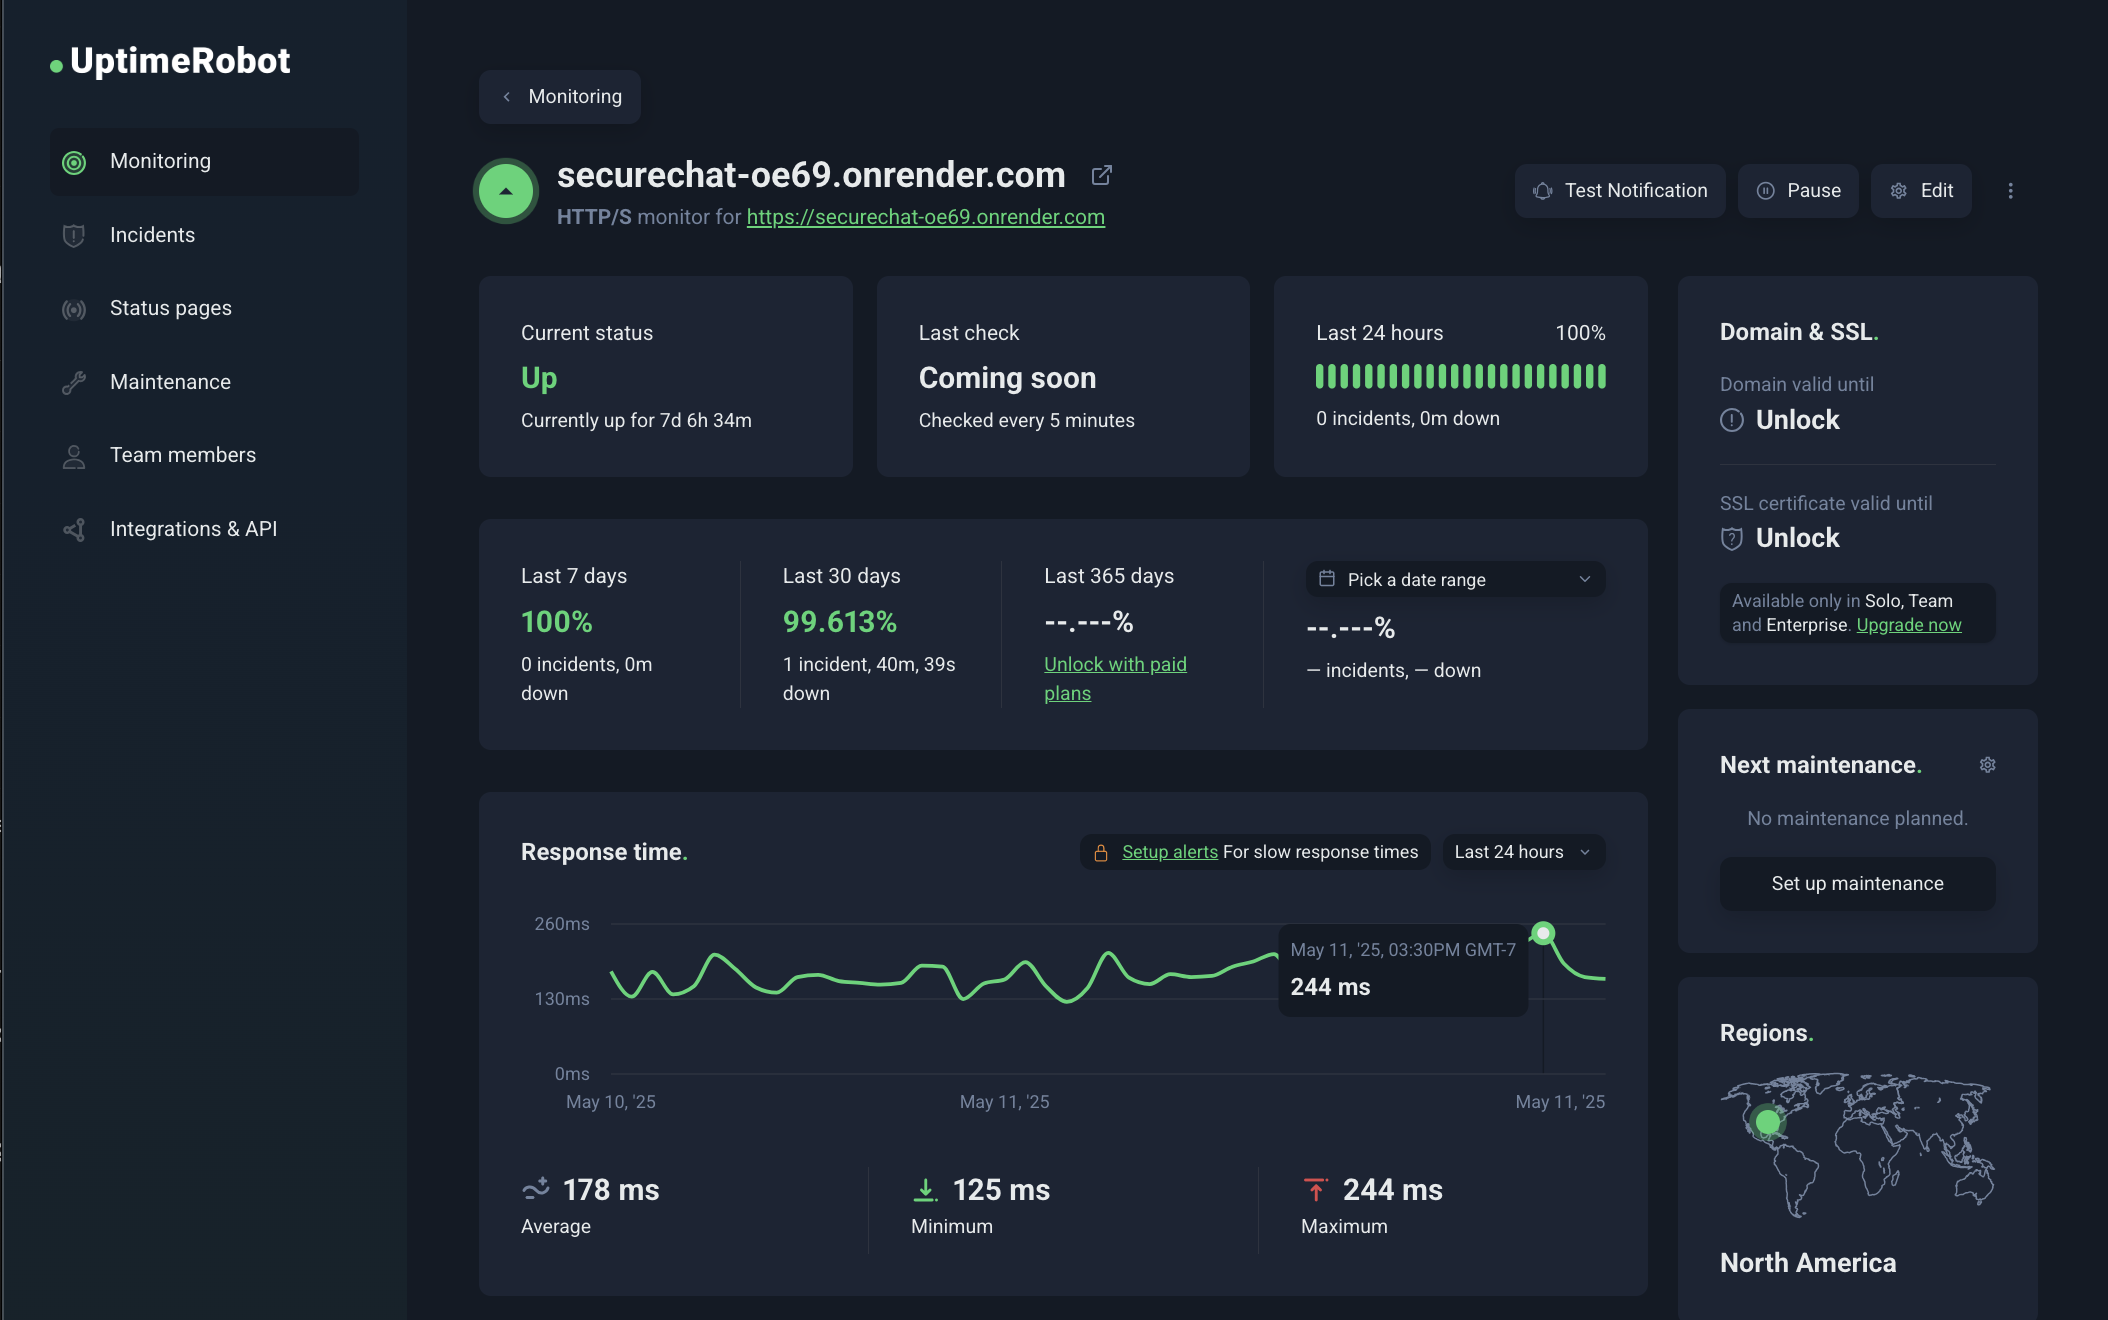 UptimeRobot
Monitoring
Incidents
Status pages
Maintenance
Team members
Integrations & API
Monitoring
securechat-oe69.onrender.com
HTTP/S monitor for https://securechat-oe69.onrender.com
Test Notification
Pause
Edit
Current status
Up
Currently up for 7d 6h 34m
Last check
Coming soon
Checked every 5 minutes
Last 24 hours 100%
0 incidents, 0m down
Last 7 days
100%
0 incidents, 0m
down
Last 30 days
99.613%
1 incident, 40m, 39s
down
Last 365 days
--.---%
Unlock with paid
plans
Pick a date range
--.---%
— incidents, — down
Response time.
Setup alerts For slow response times
Last 24 hours
260ms
130ms
0ms
May 11, '25, 03:30PM GMT-7
244 ms
May 10, '25
May 11, '25
May 11, '25
178 ms
Average
125 ms
Minimum
244 ms
Maximum
Domain & SSL.
Domain valid until
Unlock
SSL certificate valid until
Unlock
Available only in Solo, Team
and Enterprise. Upgrade now
Next maintenance.
No maintenance planned.
Set up maintenance
Regions.
North America